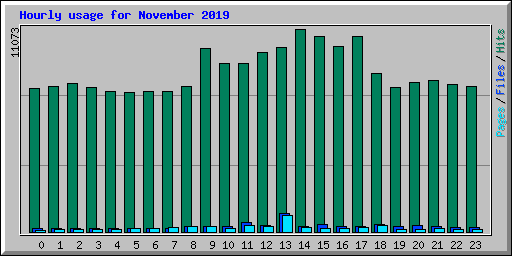 Hourly usage for November 2019
11073
Pages/Files/Hits
0 1 2 3 4 5 6 7 8 9 10 11 12 13 14 15 16 17 18 19 20 21 22 23